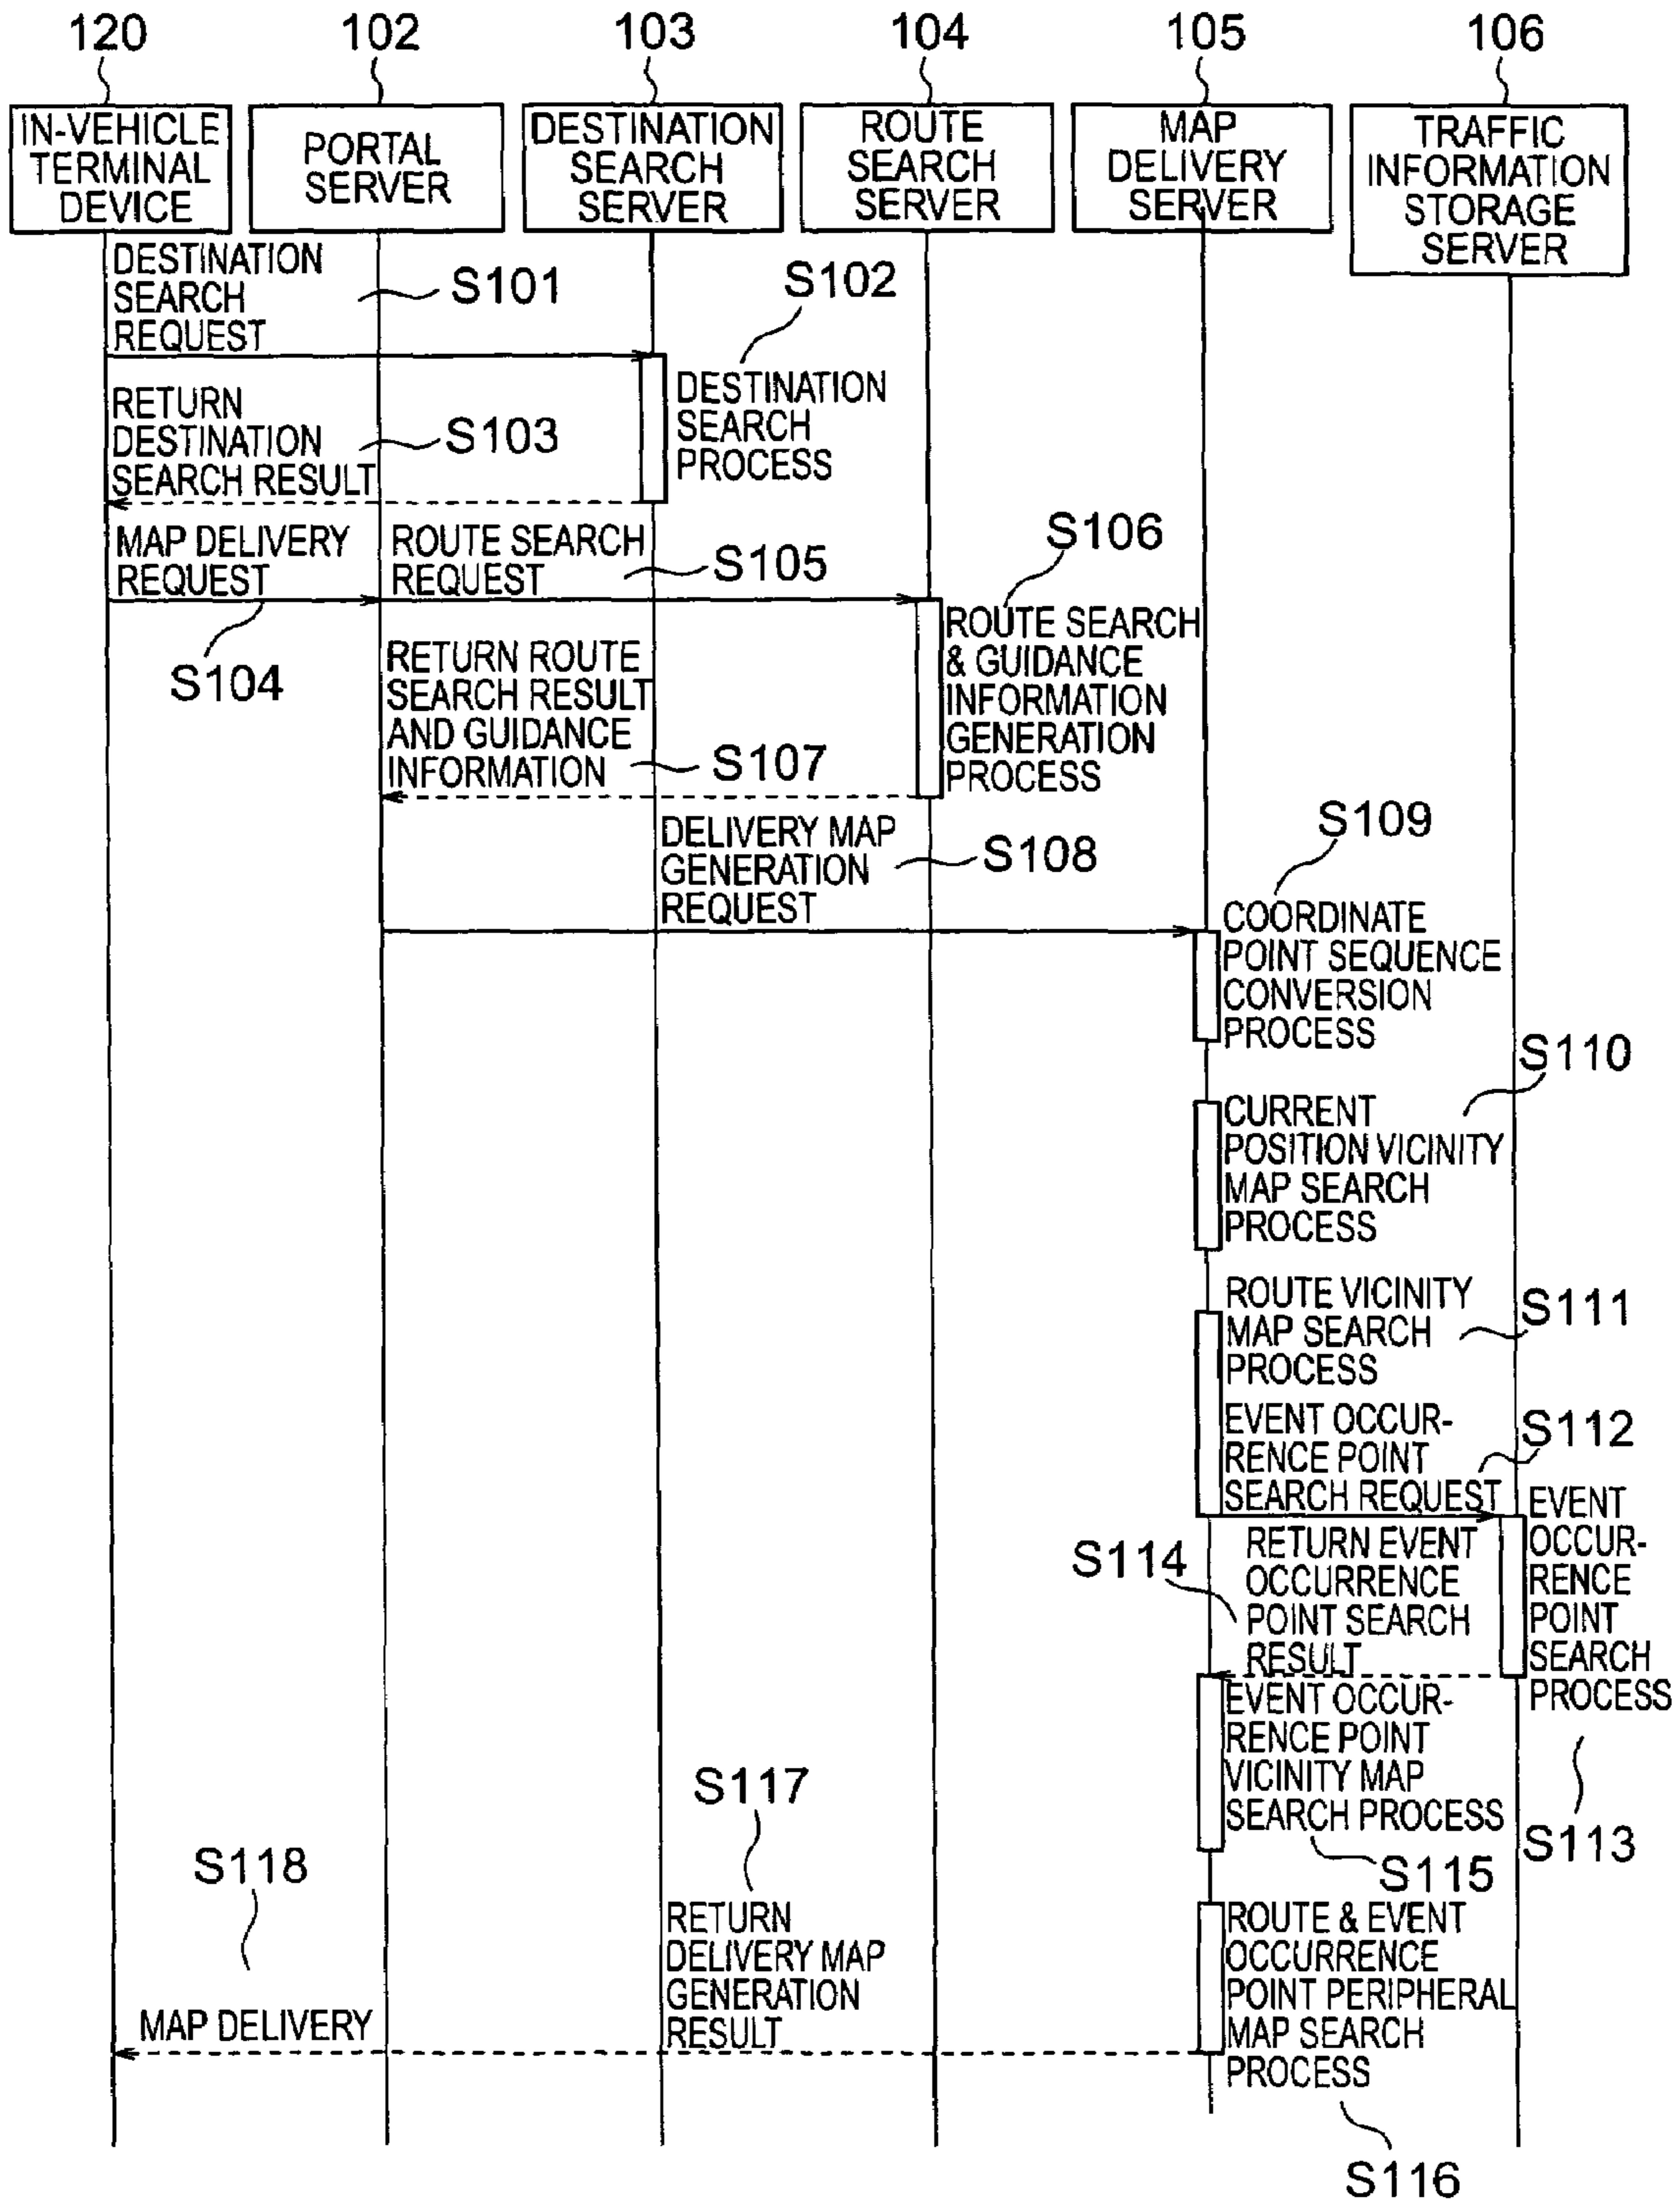 120
102
103
104
105
106
IN-VEHICLE
TERMINAL
DEVICE
PORTAL
SERVER
DESTINATION
SEARCH
SERVER
ROUTE
SEARCH
SERVER
MAP
DELIVERY
SERVER
TRAFFIC
INFORMATION
STORAGE
SERVER
DESTINATION
SEARCH
REQUEST
S101
S102
DESTINATION
SEARCH
PROCESS
RETURN
DESTINATION
SEARCH RESULT
S103
MAP DELIVERY
REQUEST
S104
ROUTE SEARCH
REQUEST
S105
S106
ROUTE SEARCH
& GUIDANCE
INFORMATION
GENERATION
PROCESS
RETURN ROUTE
SEARCH RESULT
AND GUIDANCE
INFORMATION
S107
DELIVERY MAP
GENERATION
REQUEST
S108
S109
COORDINATE
POINT SEQUENCE
CONVERSION
PROCESS
S110
CURRENT
POSITION VICINITY
MAP SEARCH
PROCESS
ROUTE VICINITY
MAP SEARCH
PROCESS
S111
EVENT OCCUR-
RENCE POINT
SEARCH REQUEST
S112
EVENT
OCCUR-
RENCE
POINT
SEARCH
PROCESS
S113
S114
RETURN EVENT
OCCURRENCE
POINT SEARCH
RESULT
EVENT OCCUR-
RENCE POINT
VICINITY MAP
SEARCH PROCESS
S115
ROUTE & EVENT
OCCURRENCE
POINT PERIPHERAL
MAP SEARCH
PROCESS
S116
S117
RETURN
DELIVERY MAP
GENERATION
RESULT
S118
MAP DELIVERY